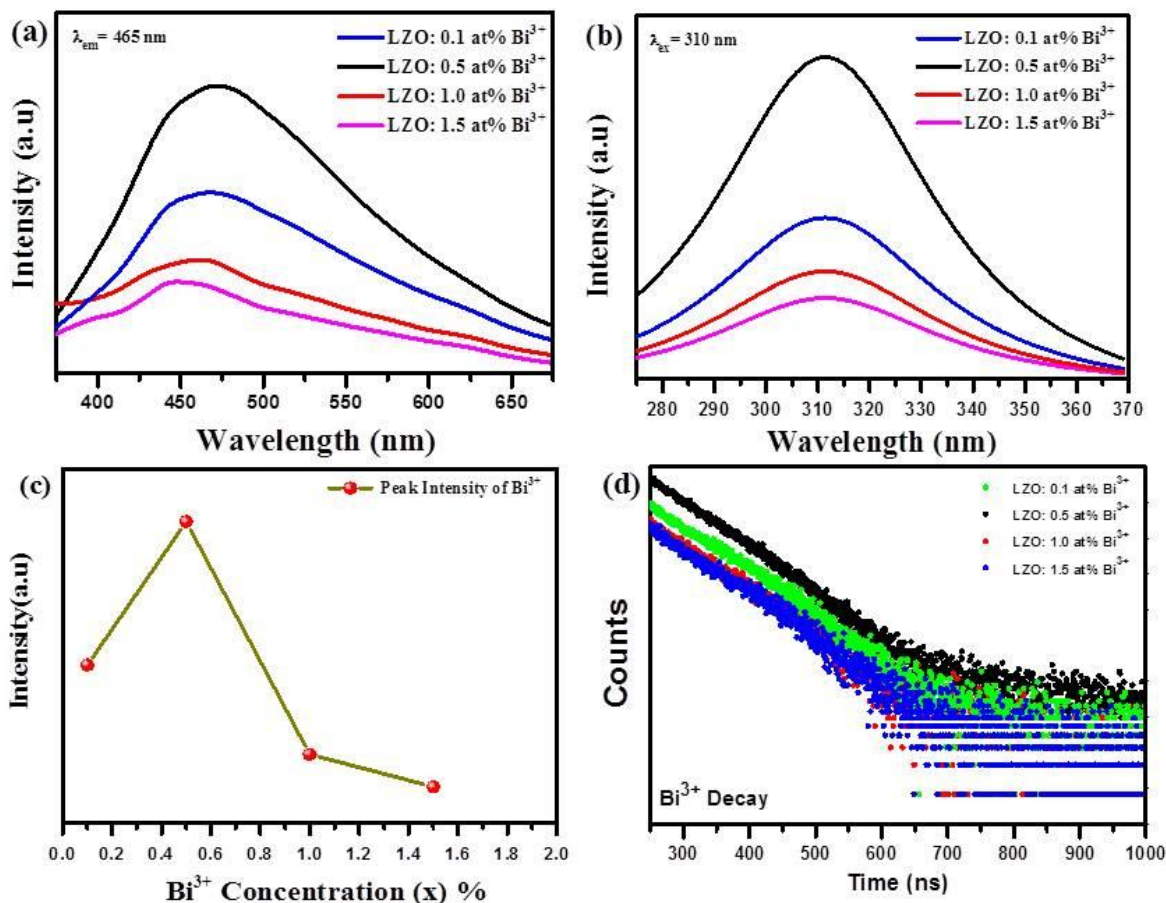 (a)
λem= 465 nm
LZO: 0.1 at% Bi³⁺
LZO: 0.5 at% Bi³⁺
LZO: 1.0 at% Bi³⁺
LZO: 1.5 at% Bi³⁺
Intensity (a.u)
400 450 500 550 600 650
Wavelength (nm)
(b)
λex = 310 nm
LZO: 0.1 at% Bi³⁺
LZO: 0.5 at% Bi³⁺
LZO: 1.0 at% Bi³⁺
LZO: 1.5 at% Bi³⁺
Intensity (a.u)
280 290 300 310 320 330 340 350 360 370
Wavelength (nm)
(c)
Peak Intensity of Bi³⁺
Intensity(a.u)
0.0 0.2 0.4 0.6 0.8 1.0 1.2 1.4 1.6 1.8 2.0
Bi³⁺ Concentration (x) %
(d)
LZO: 0.1 at% Bi³⁺
LZO: 0.5 at% Bi³⁺
LZO: 1.0 at% Bi³⁺
LZO: 1.5 at% Bi³⁺
Counts
Bi³⁺ Decay
300 400 500 600 700 800 900 1000
Time (ns)